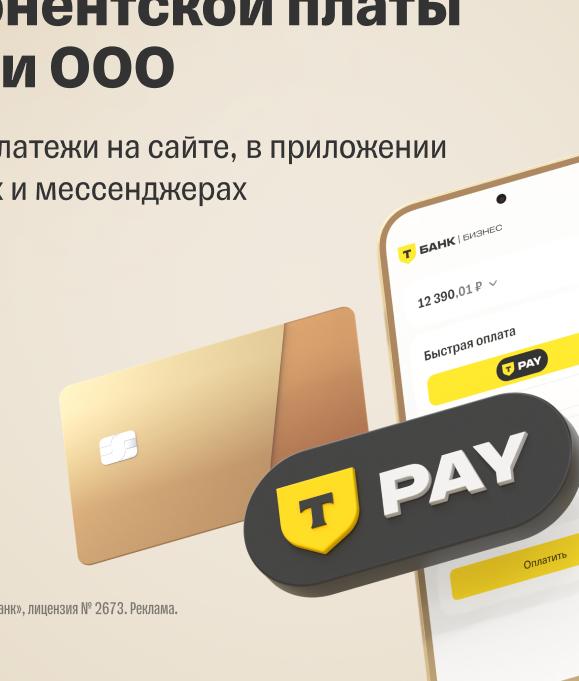 нентской платы
и ООО
латежи на сайте, в приложении
х и мессенджерах
Т БАНК | БИЗНЕС
12 390,01 ₽
Быстрая оплата
Т PAY
Т PAY
Оплатить
анк», лицензия № 2673. Реклама.